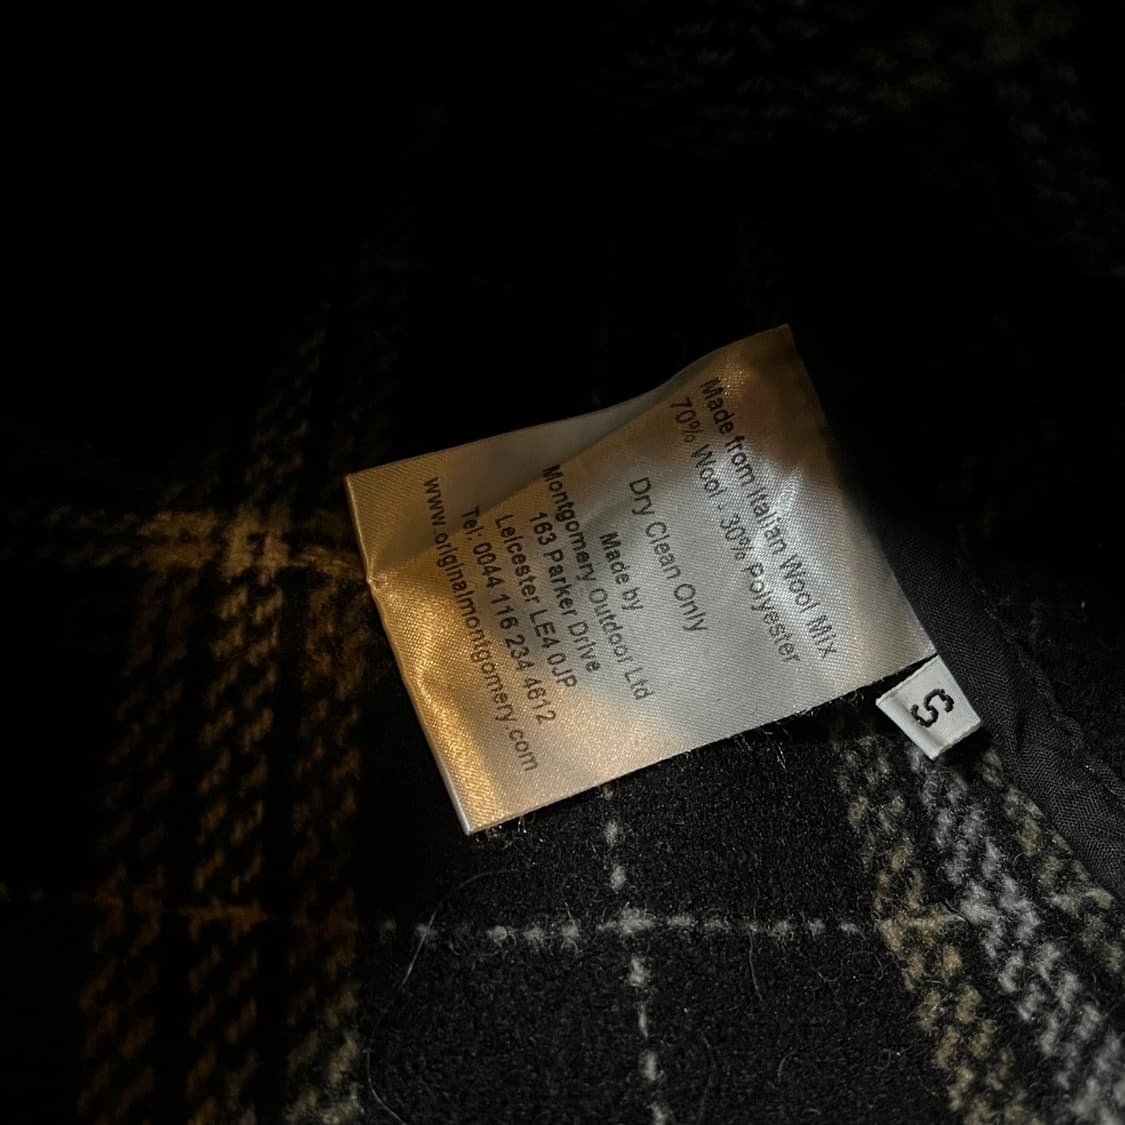 Made from Italian Wool Mix
70% Wool . 30% Polyester
Dry Clean Only
Made by
Montgomery Outdoor Ltd
163 Parker Drive
Leicester LE4 0JP
Tel: 0044 116 234 4612
www.originalmontgomery.com
S